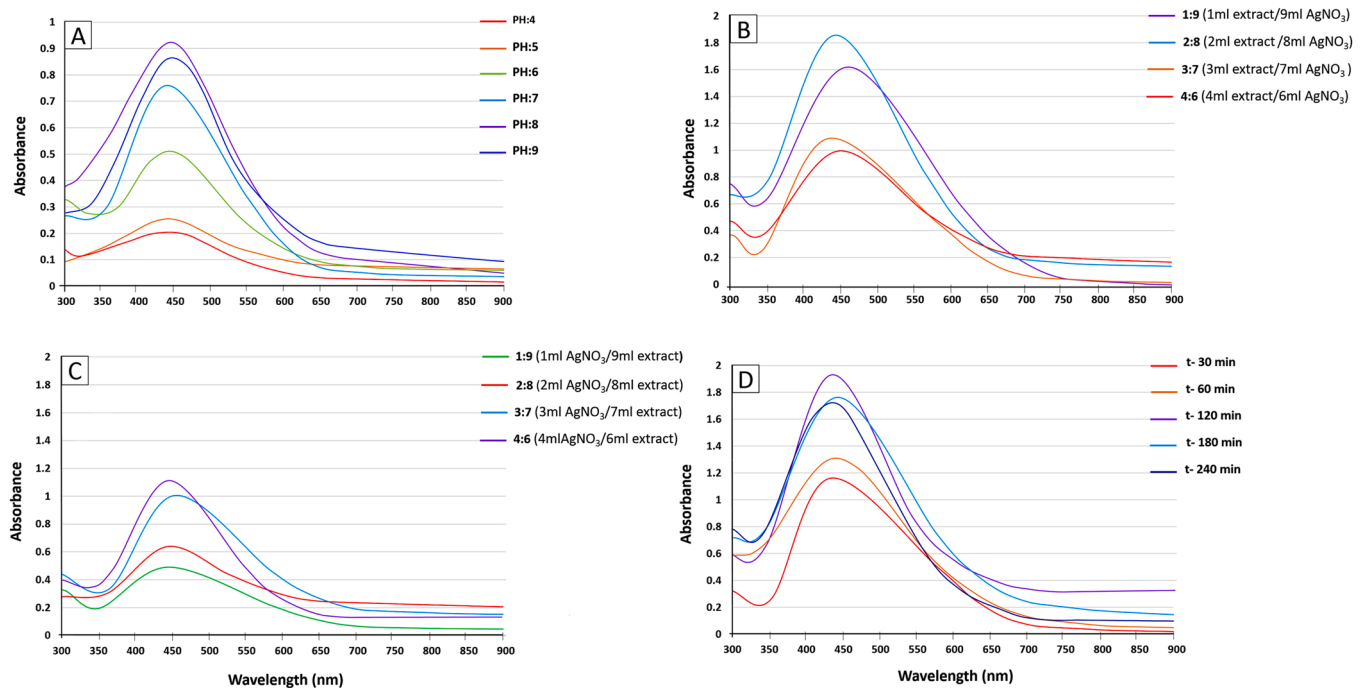 A
Absorbance
1
0.9
0.8
0.7
0.6
0.5
0.4
0.3
0.2
0.1
0
300 350 400 450 500 550 600 650 700 750 800 850 900
PH:4
PH:5
PH:6
PH:7
PH:8
PH:9
B
Absorbance
2
1.8
1.6
1.4
1.2
1
0.8
0.6
0.4
0.2
0
300 350 400 450 500 550 600 650 700 750 800 850 900
1:9 (1ml extract/9ml AgNO₃)
2:8 (2ml extract /8ml AgNO₃)
3:7 (3ml extract/7ml AgNO₃ )
4:6 (4ml extract/6ml AgNO₃)
C
Absorbance
2
1.8
1.6
1.4
1.2
1
0.8
0.6
0.4
0.2
0
300 350 400 450 500 550 600 650 700 750 800 850 900
Wavelength (nm)
1:9 (1ml AgNO₃/9ml extract)
2:8 (2ml AgNO₃/8ml extract)
3:7 (3ml AgNO₃/7ml extract)
4:6 (4mlAgNO₃/6ml extract)
D
Absorbance
2
1.8
1.6
1.4
1.2
1
0.8
0.6
0.4
0.2
0
300 350 400 450 500 550 600 650 700 750 800 850 900
Wavelength (nm)
t- 30 min
t- 60 min
t- 120 min
t- 180 min
t- 240 min